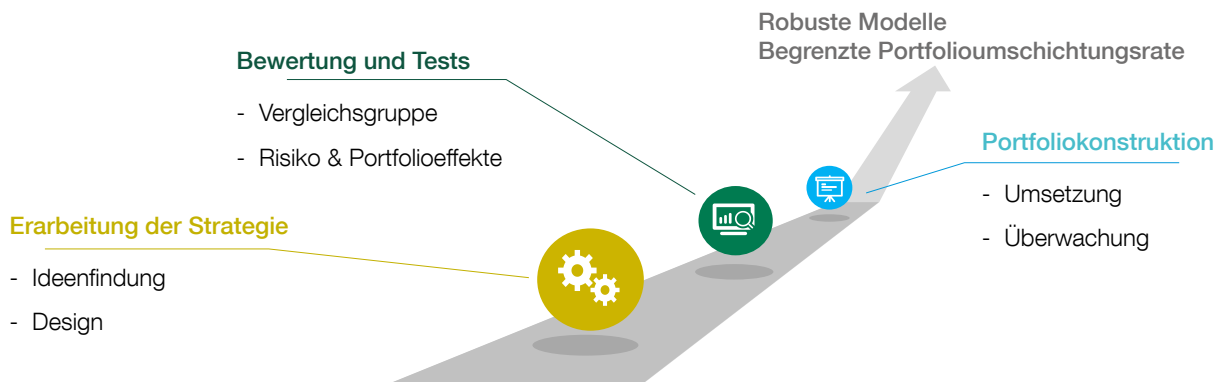 Robuste Modelle
Begrenzte Portfolioumschichtungsrate
Bewertung und Tests
- Vergleichsgruppe
- Risiko & Portfolioeffekte
Portfoliokonstruktion
- Umsetzung
- Überwachung
Erarbeitung der Strategie
- Ideenfindung
- Design